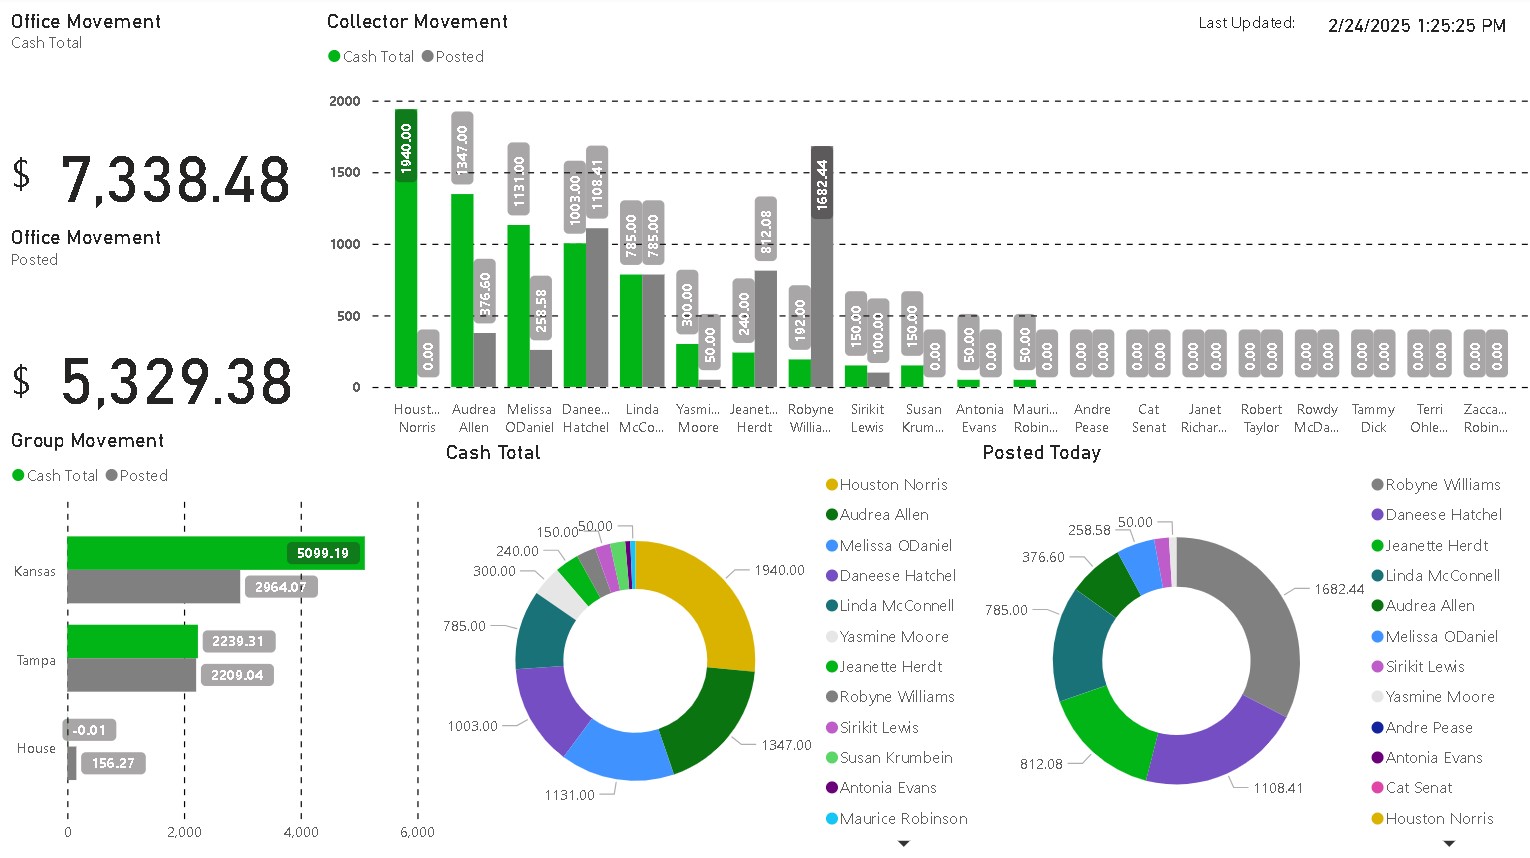 Office Movement
Cash Total
$ 7,338.48
Office Movement
Posted
$ 5,329.38
Collector Movement
Cash Total Posted
Last Updated: 2/24/2025 1:25:25 PM
2000
1500
1000
500
0
1940.00 0.00
1347.00 376.60
1131.00 258.58
1003.00 1108.41
785.00 785.00
300.00 50.00
240.00 812.08
192.00 1682.44
150.00 100.00
150.00 0.00
50.00 0.00
50.00 0.00
0.00 0.00
0.00 0.00
0.00 0.00
0.00 0.00
0.00 0.00
0.00 0.00
0.00 0.00
0.00 0.00
Houst... Audrea Melissa Danee... Linda Yasmi... Jeanet... Robyne Sirikit Susan Antonia Mauri... Andre Cat Janet Robert Rowdy Tammy Terri Zacca...
Norris Allen ODaniel Hatchel McCo... Moore Herdt Willia... Lewis Krum... Evans Robin... Pease Senat Richar... Taylor McDa... Dick Ohle... Robin...
Group Movement
Cash Total Posted
Kansas
5099.19
2964.07
Tampa
2239.31
2209.04
House
-0.01
156.27
0 2,000 4,000 6,000
Cash Total
50.00
150.00
240.00
300.00
785.00
1003.00
1131.00
1347.00
1940.00
Houston Norris
Audrea Allen
Melissa ODaniel
Daneese Hatchel
Linda McConnell
Yasmine Moore
Jeanette Herdt
Robyne Williams
Sirikit Lewis
Susan Krumbein
Antonia Evans
Maurice Robinson
Posted Today
50.00
258.58
376.60
785.00
812.08
1108.41
1682.44
Robyne Williams
Daneese Hatchel
Jeanette Herdt
Linda McConnell
Audrea Allen
Melissa ODaniel
Sirikit Lewis
Yasmine Moore
Andre Pease
Antonia Evans
Cat Senat
Houston Norris